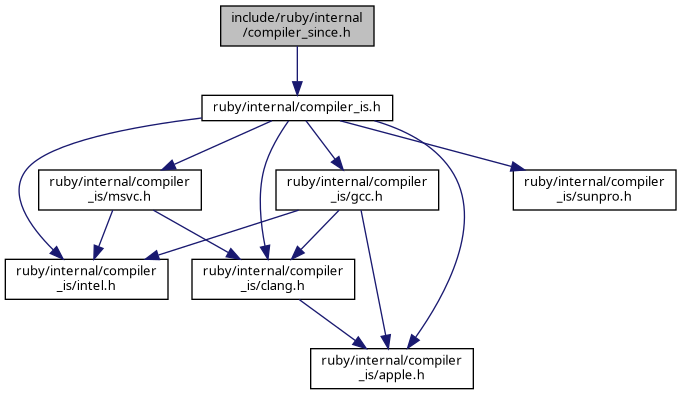 include/ruby/internal
/compiler_since.h
ruby/internal/compiler_is.h
ruby/internal/compiler
_is/msvc.h
ruby/internal/compiler
_is/gcc.h
ruby/internal/compiler
_is/sunpro.h
ruby/internal/compiler
_is/intel.h
ruby/internal/compiler
_is/clang.h
ruby/internal/compiler
_is/apple.h